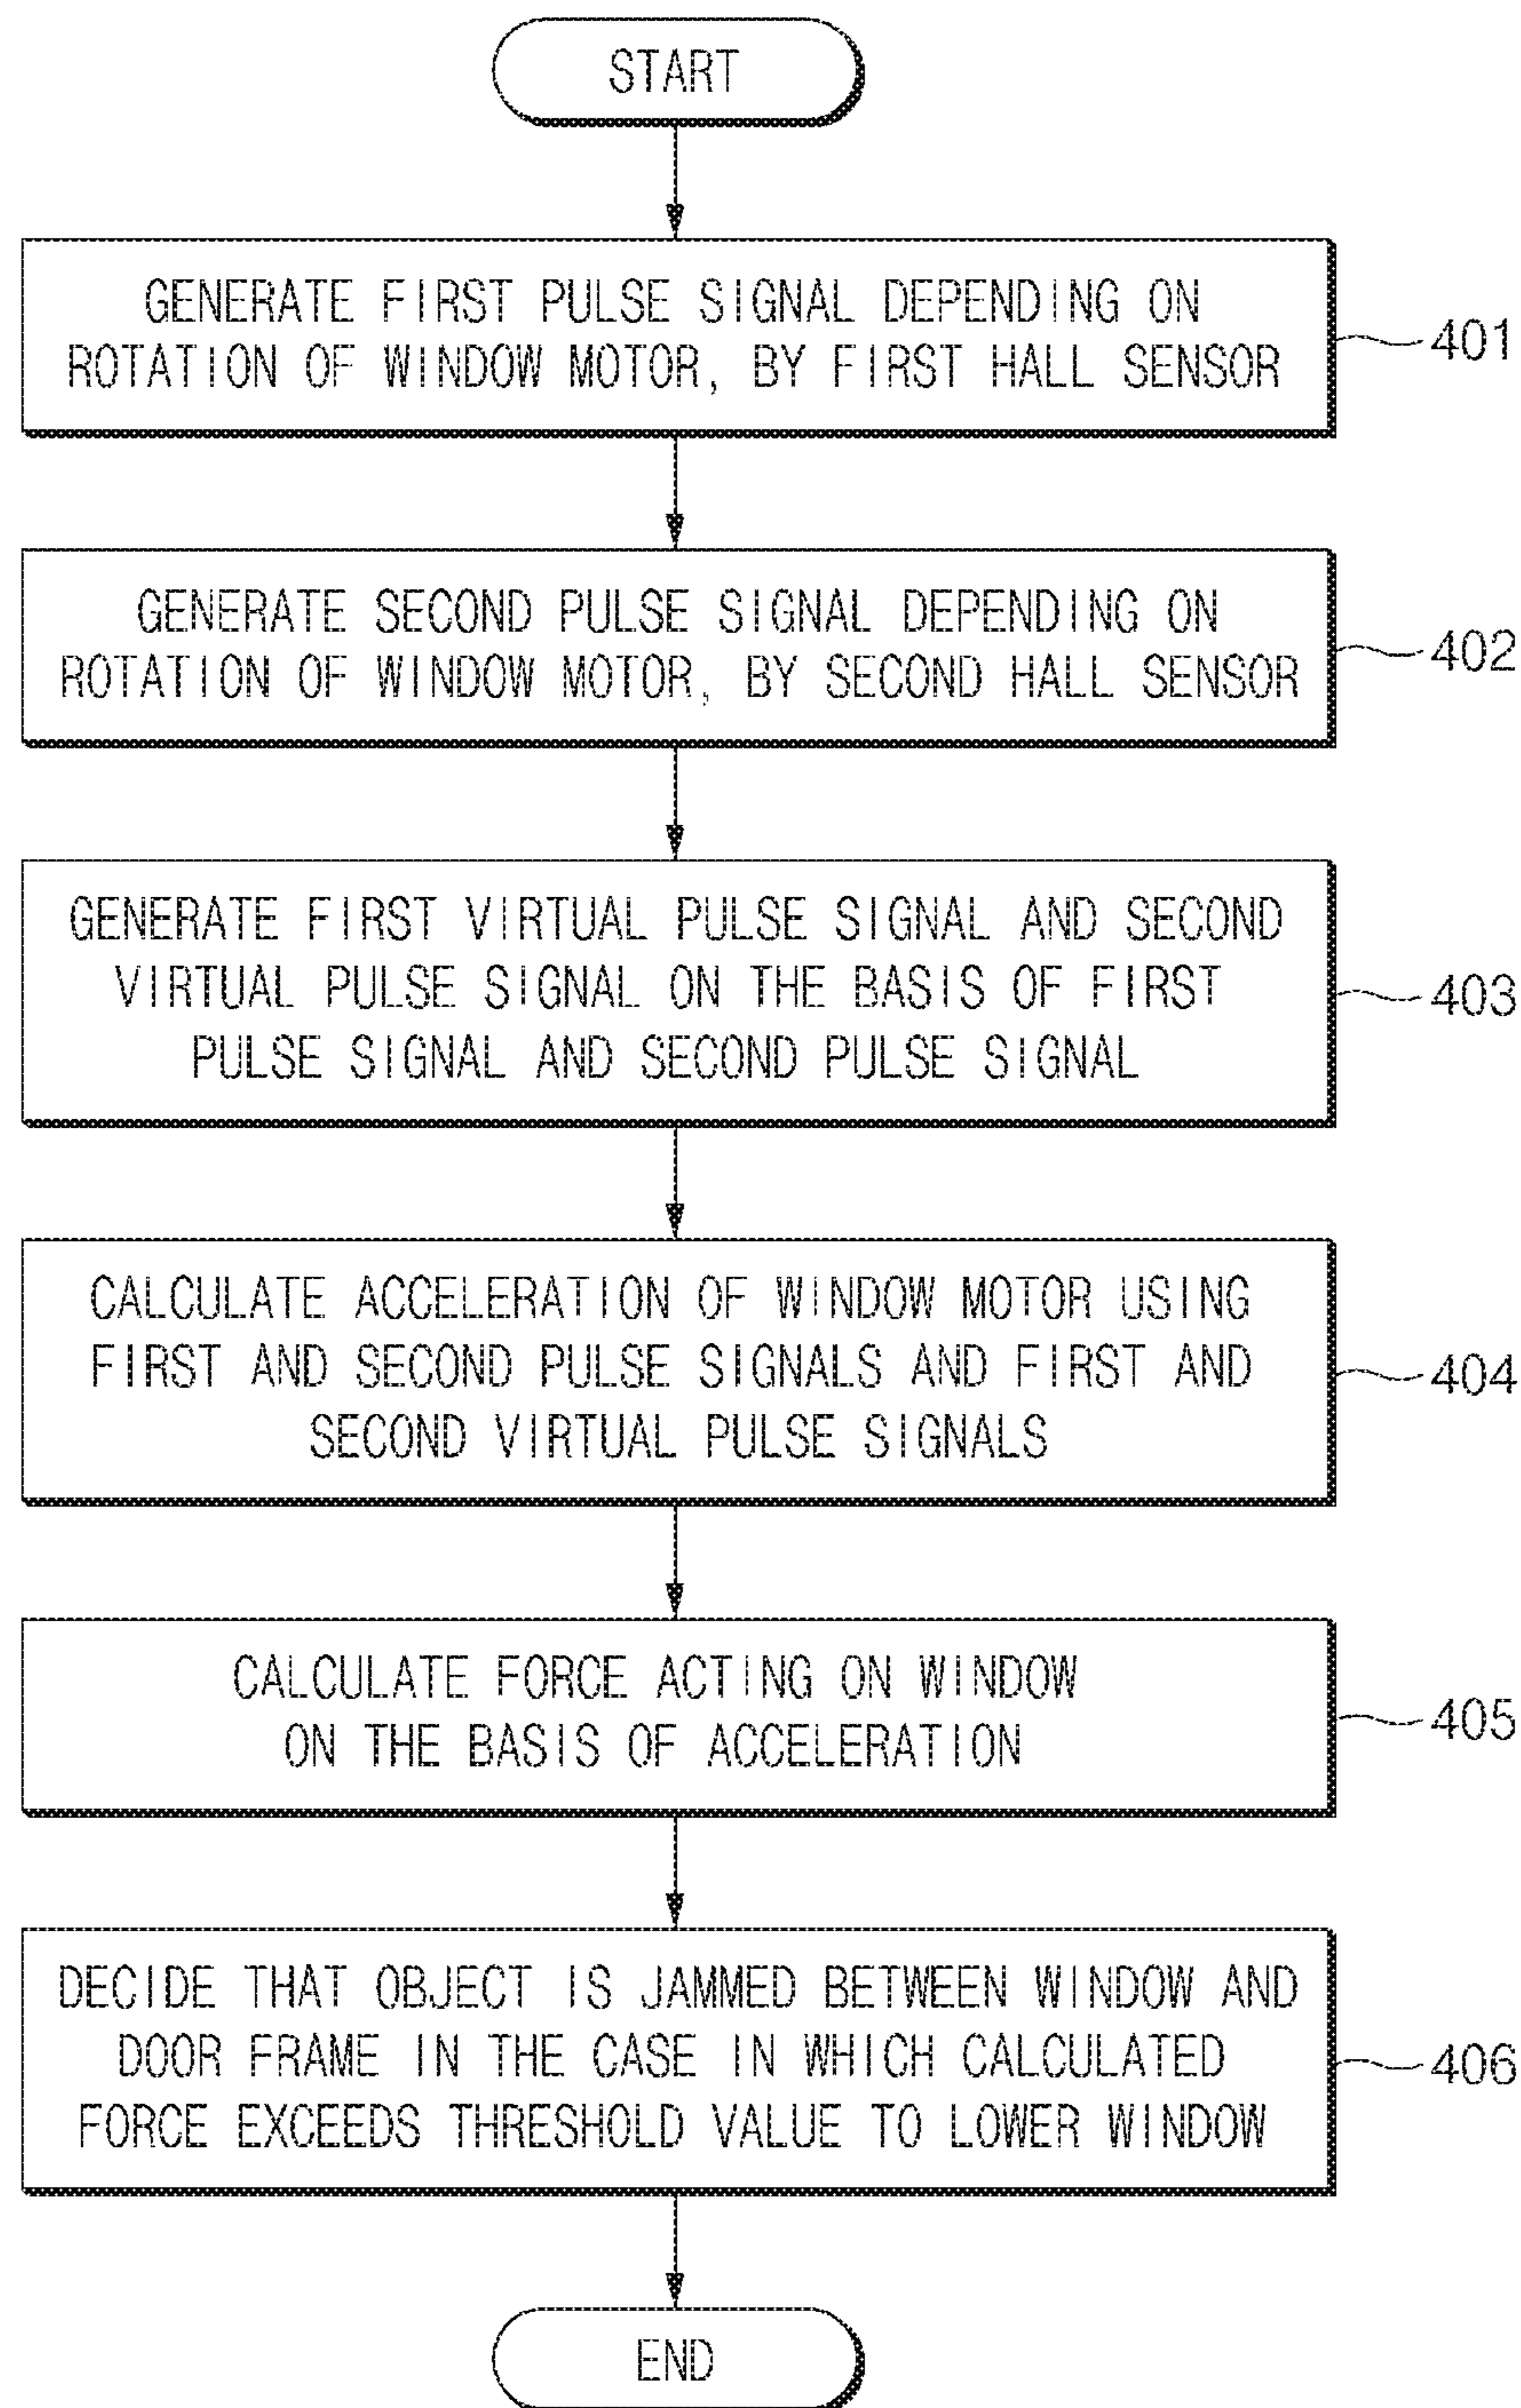 START
GENERATE FIRST PULSE SIGNAL DEPENDING ON
ROTATION OF WINDOW MOTOR, BY FIRST HALL SENSOR
401
GENERATE SECOND PULSE SIGNAL DEPENDING ON
ROTATION OF WINDOW MOTOR, BY SECOND HALL SENSOR
402
GENERATE FIRST VIRTUAL PULSE SIGNAL AND SECOND
VIRTUAL PULSE SIGNAL ON THE BASIS OF FIRST
PULSE SIGNAL AND SECOND PULSE SIGNAL
403
CALCULATE ACCELERATION OF WINDOW MOTOR USING
FIRST AND SECOND PULSE SIGNALS AND FIRST AND
SECOND VIRTUAL PULSE SIGNALS
404
CALCULATE FORCE ACTING ON WINDOW
ON THE BASIS OF ACCELERATION
405
DECIDE THAT OBJECT IS JAMMED BETWEEN WINDOW AND
DOOR FRAME IN THE CASE IN WHICH CALCULATED
FORCE EXCEEDS THRESHOLD VALUE TO LOWER WINDOW
406
END